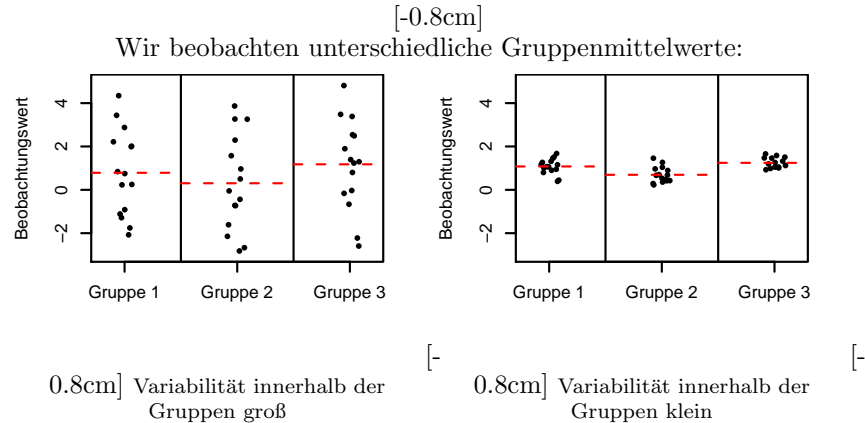 [-0.8cm]
Wir beobachten unterschiedliche Gruppenmittelwerte:
Beobachtungswert
4
2
0
−2
Gruppe 1 Gruppe 2 Gruppe 3
Beobachtungswert
4
2
0
−2
Gruppe 1 Gruppe 2 Gruppe 3
[-
0.8cm] Variabilität innerhalb der
Gruppen groß
[-
0.8cm] Variabilität innerhalb der
Gruppen klein